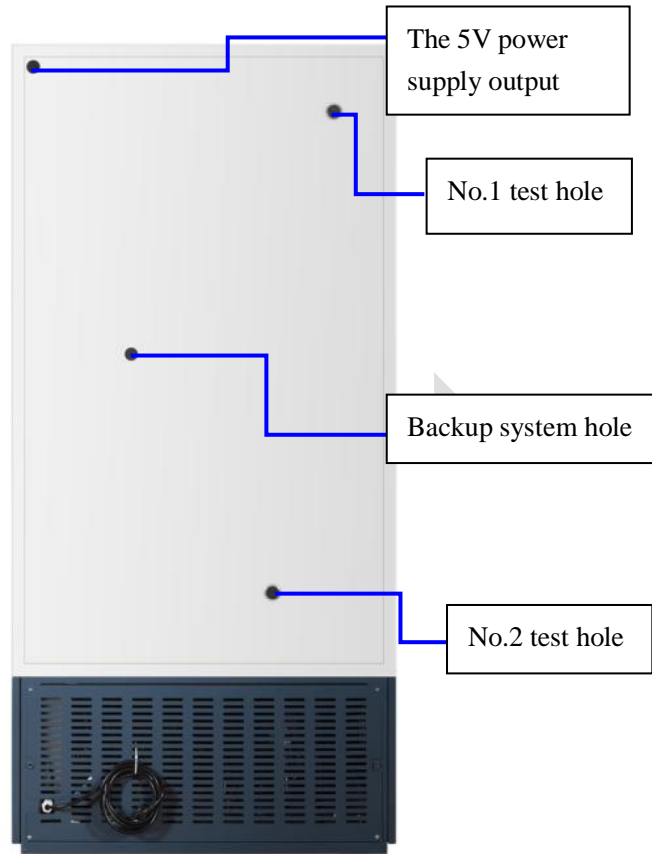 The 5V power
supply output
No.1 test hole
Backup system hole
No.2 test hole